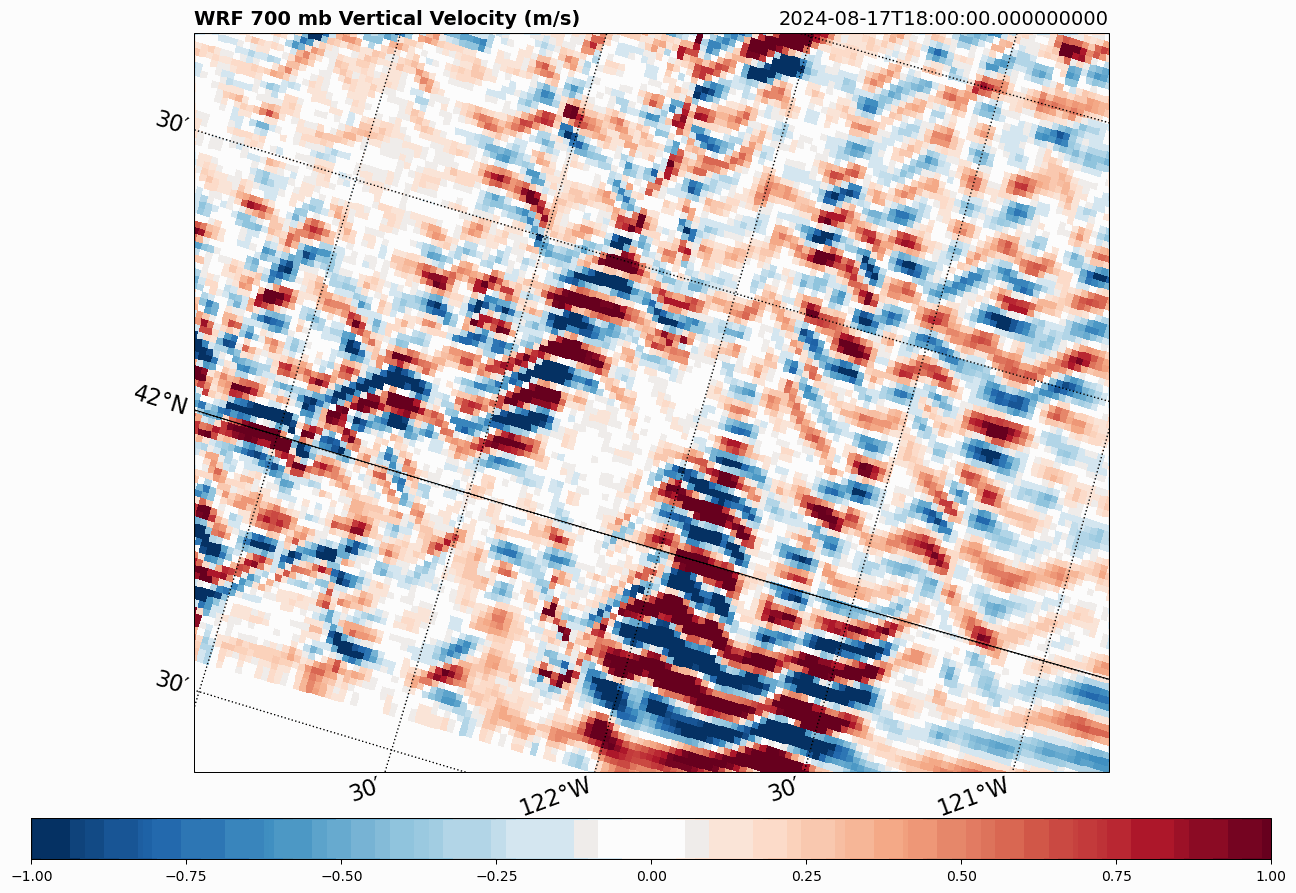 WRF 700 mb Vertical Velocity (m/s) 2024-08-17T18:00:00.000000000
30′
42°N
30′
30′ 122°W 30′ 121°W
−1.00 −0.75 −0.50 −0.25 0.00 0.25 0.50 0.75 1.00